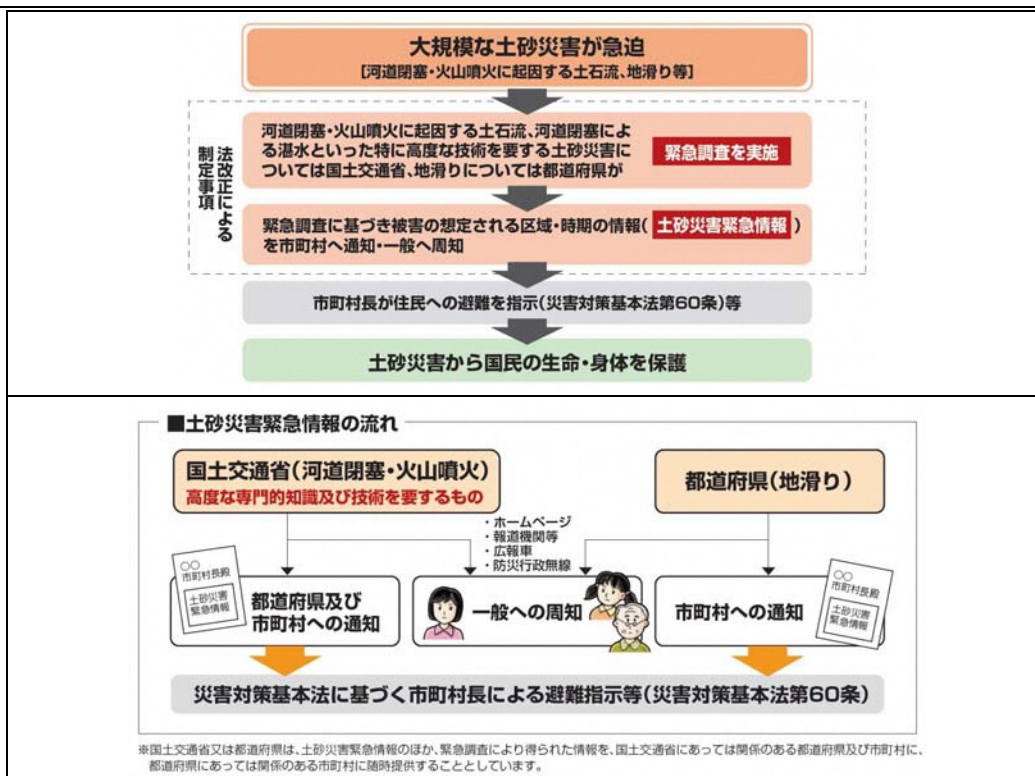 大規模な土砂災害が急迫
[河道閉塞・火山噴火に起因する土石流、地滑り等]
法改正による
制定事項
河道閉塞・火山噴火に起因する土石流、河道閉塞によ
る湛水といった特に高度な技術を要する土砂災害に
ついては国土交通省、地滑りについては都道府県が
緊急調査を実施
緊急調査に基づき被害の想定される区域・時期の情報(土砂災害緊急情報)
を市町村へ通知・一般へ周知
市町村長が住民への避難を指示(災害対策基本法第60条)等
土砂災害から国民の生命・身体を保護
■土砂災害緊急情報の流れ
国土交通省(河道閉塞・火山噴火)
高度な専門的知識及び技術を要するもの
都道府県(地滑り)
・ホームページ
・報道機関等
・広報車
・防災行政無線
○○
市町村長殿
土砂災害
緊急情報
都道府県及び
市町村への通知
一般への周知
市町村への通知
○○
市町村長殿
土砂災害
緊急情報
災害対策基本法に基づく市町村長による避難指示等(災害対策基本法第60条)
※国土交通省又は都道府県は、土砂災害緊急情報のほか、緊急調査により得られた情報を、国土交通省にあっては関係のある都道府県及び市町村に、
都道府県にあっては関係のある市町村に随時提供することとしています。